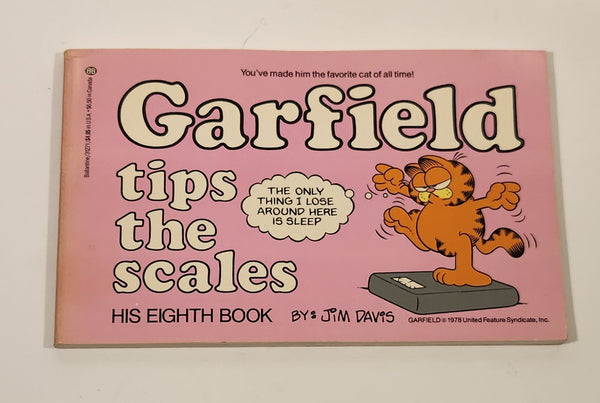 You've made him the favorite cat of all time!
Garfield
tips
the
scales
THE ONLY
THING I LOSE
AROUND HERE
IS SLEEP
HIS EIGHTH BOOK
BY: JIM DAVIS
GARFIELD © 1978 United Feature Syndicate, Inc.